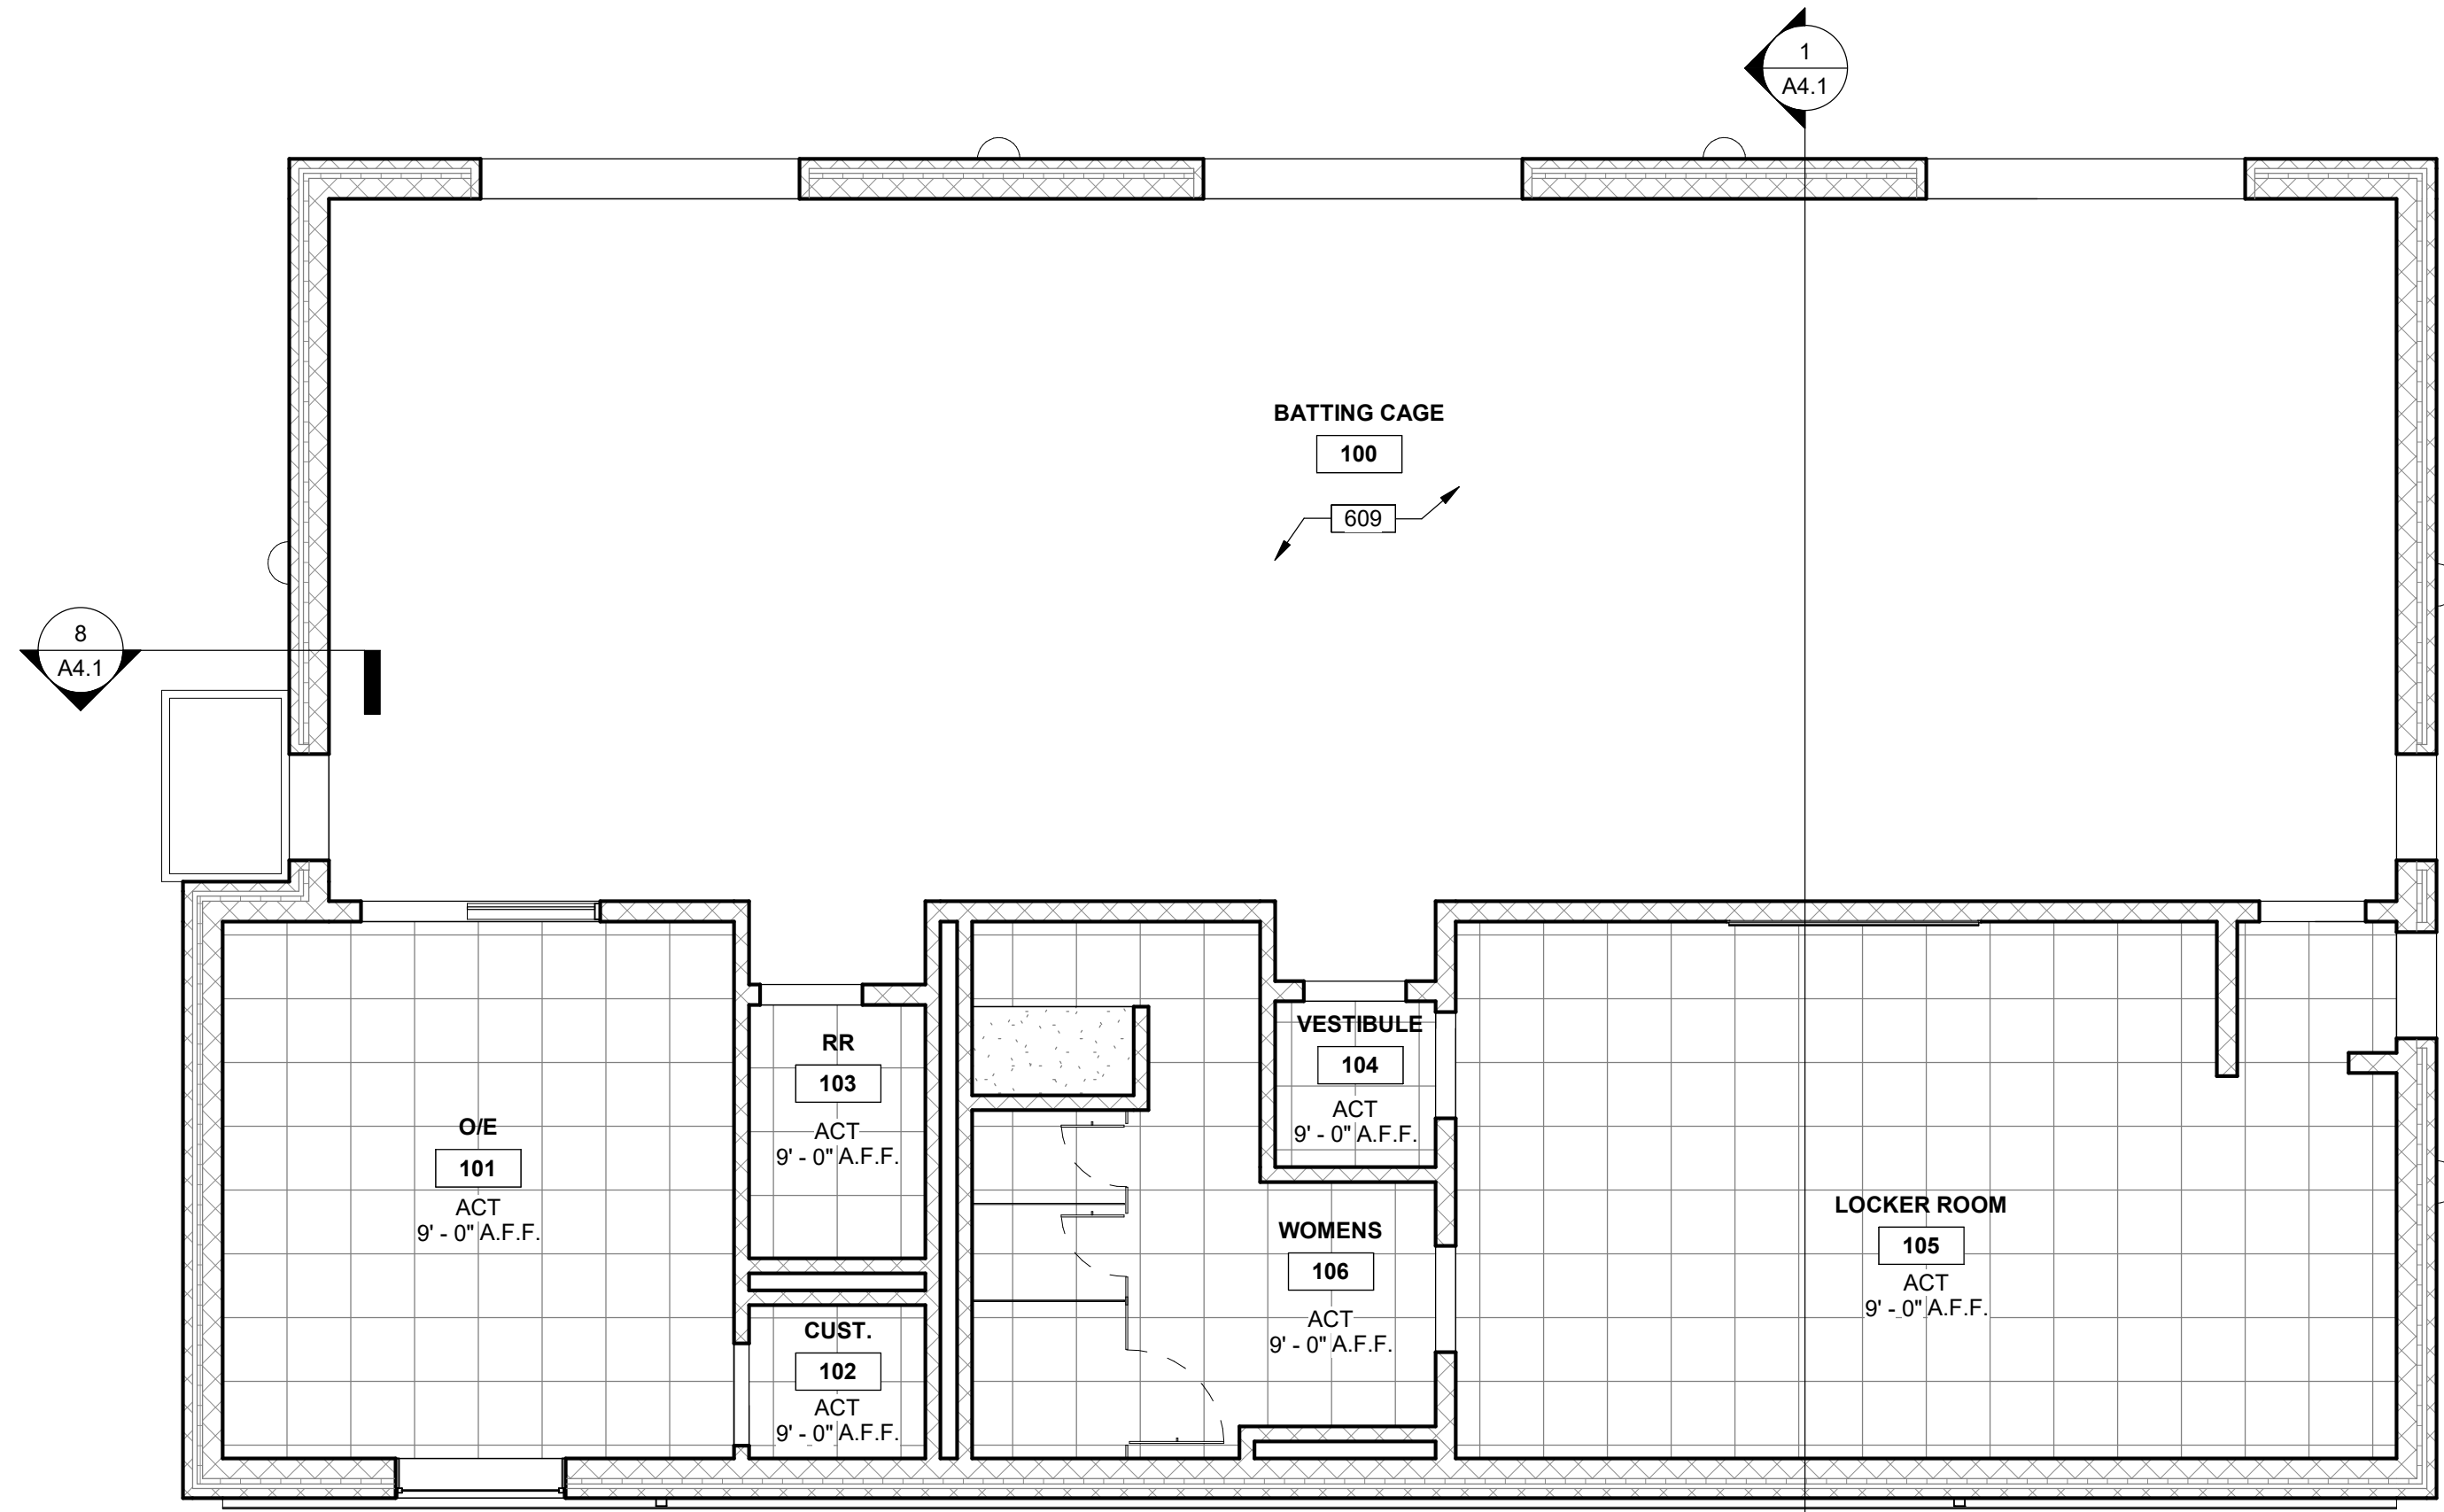 1
A4.1
BATTING CAGE
100
609
8
A4.1
VESTIBULE
104
ACT
9' - 0" A.F.F.
RR
103
ACT
9' - 0" A.F.F.
O/E
101
ACT
9' - 0" A.F.F.
LOCKER ROOM
105
ACT
9' - 0" A.F.F.
WOMENS
106
ACT
9' - 0" A.F.F.
CUST.
102
ACT
9' - 0" A.F.F.